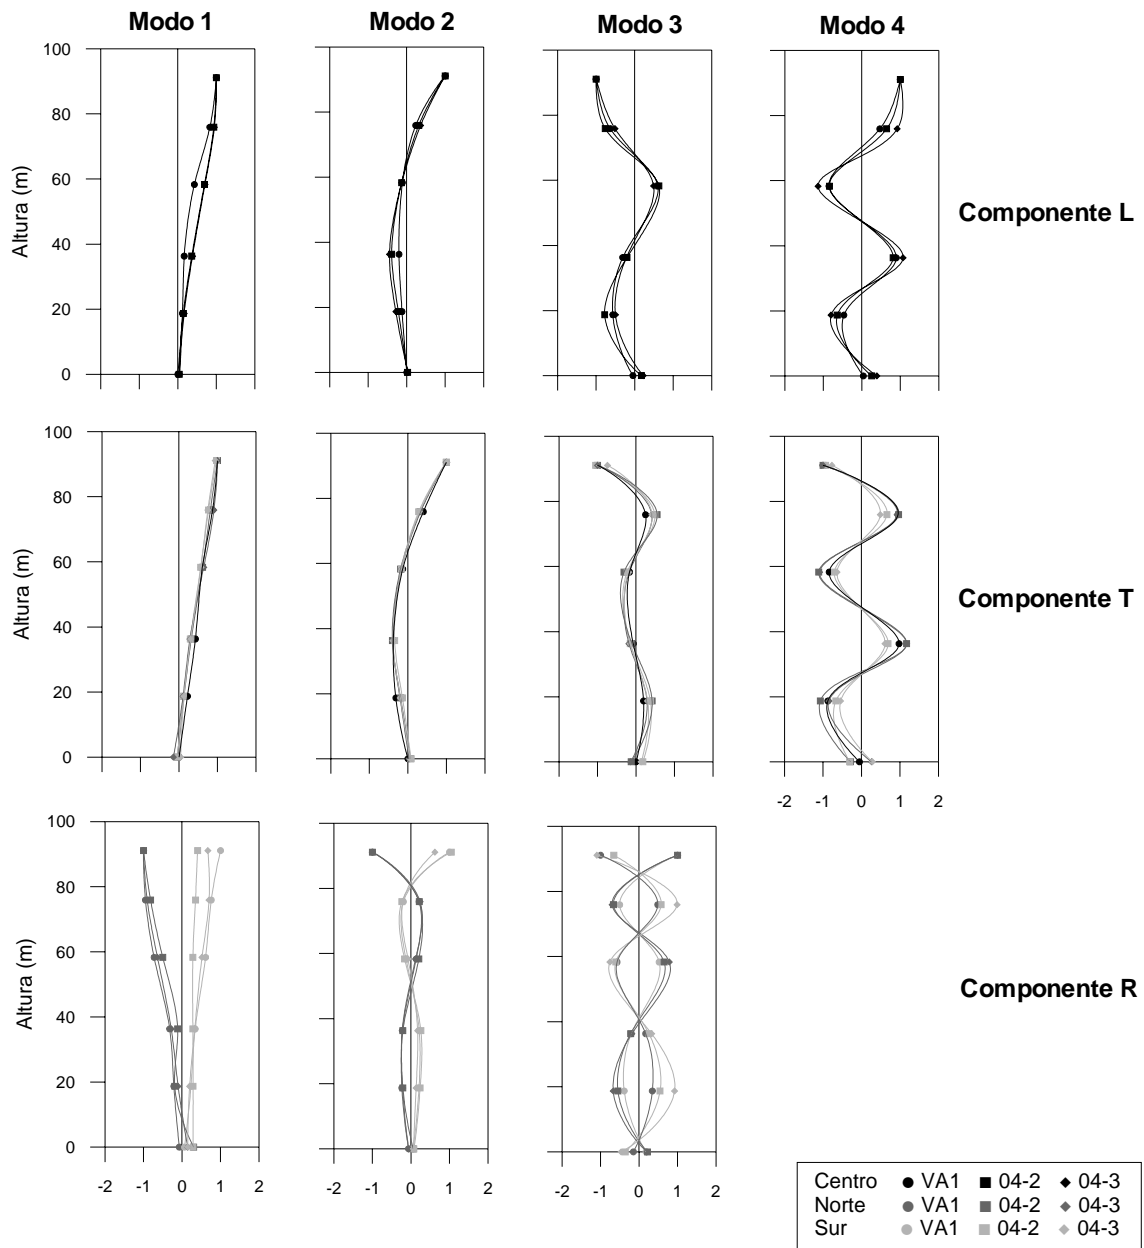 Modo 1 Modo 2 Modo 3 Modo 4
100
80
60
40
20
0
Altura (m)
Componente L
100
80
60
40
20
0
Altura (m)
Componente T
-2 -1 0 1 2
100
80
60
40
20
0
Altura (m)
Componente R
-2 -1 0 1 2 -2 -1 0 1 2 -2 -1 0 1 2
Centro VA1 04-2 04-3
Norte VA1 04-2 04-3
Sur VA1 04-2 04-3